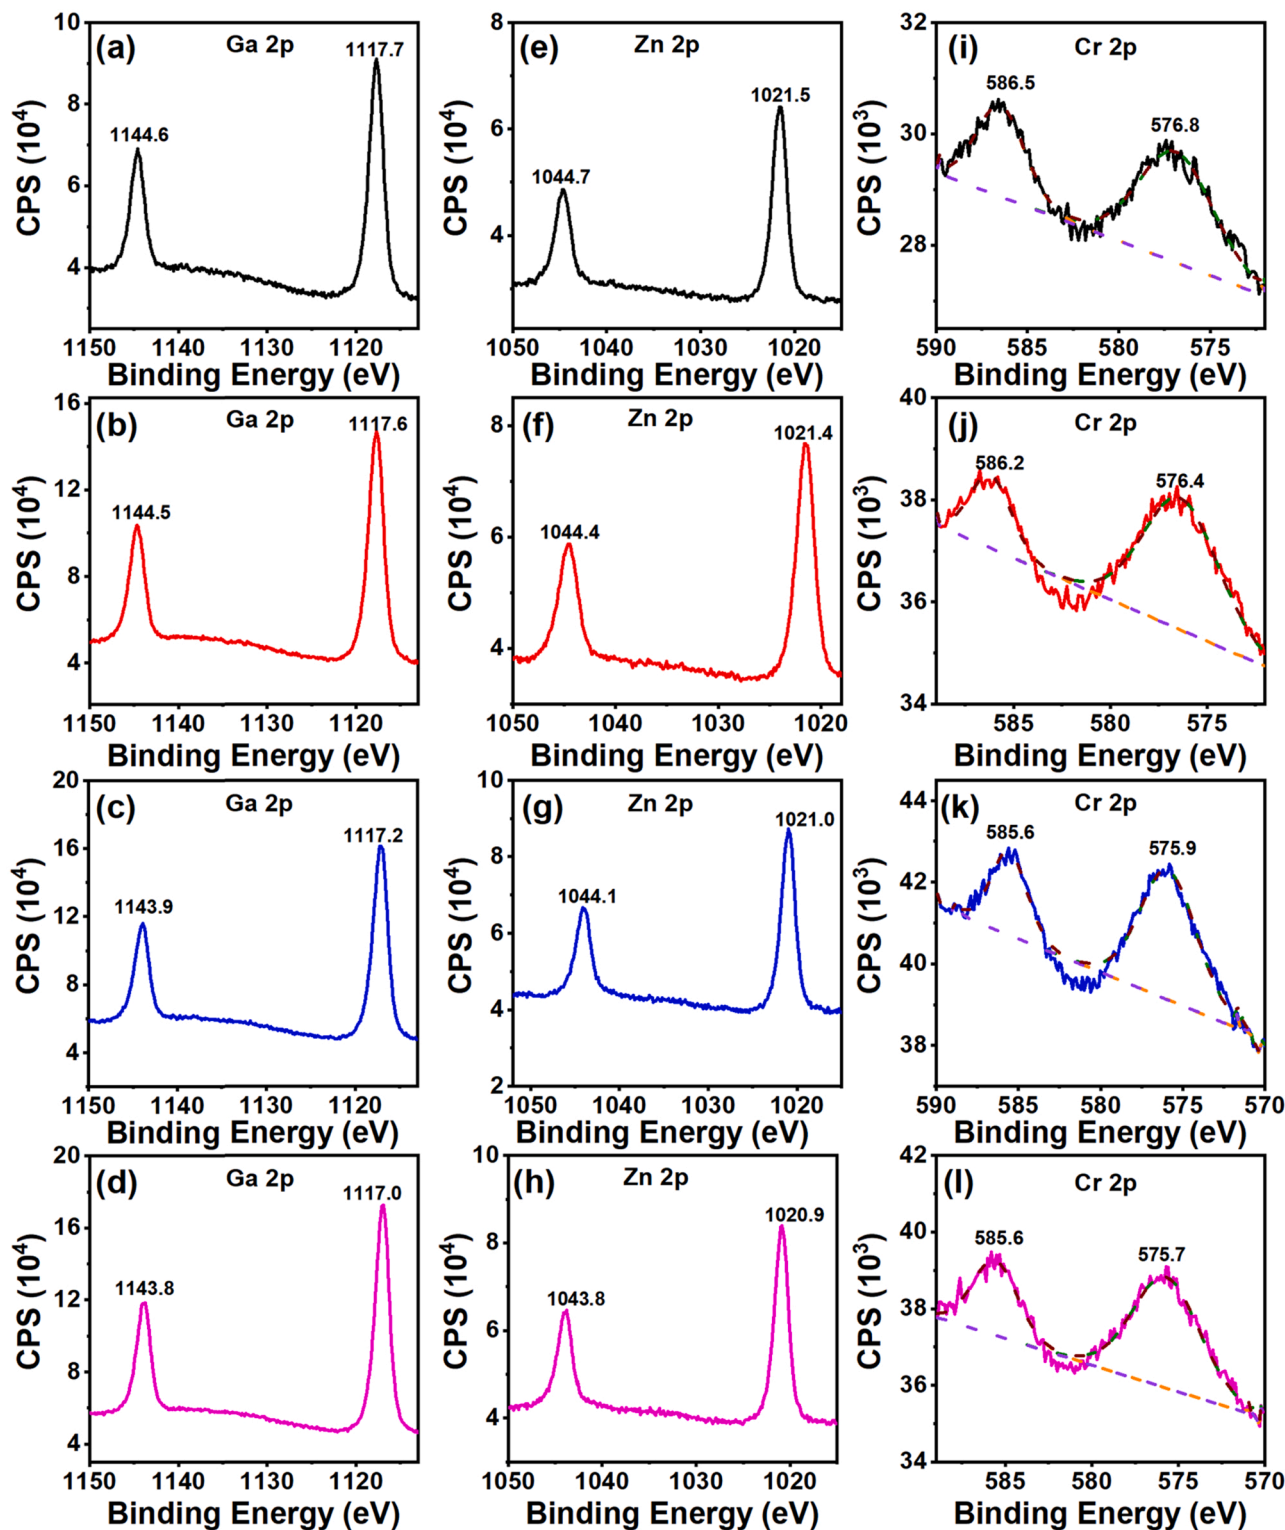 (a)
Ga 2p
1117.7
1144.6
10
8
6
4
CPS (10⁴)
1150 1140 1130 1120
Binding Energy (eV)
(e)
Zn 2p
1021.5
1044.7
8
6
4
CPS (10⁴)
1050 1040 1030 1020
Binding Energy (eV)
(i)
Cr 2p
586.5
576.8
32
30
28
CPS (10³)
590 585 580 575
Binding Energy (eV)
(b)
Ga 2p
1117.6
1144.5
16
12
8
4
CPS (10⁴)
1150 1140 1130 1120
Binding Energy (eV)
(f)
Zn 2p
1021.4
1044.4
8
6
4
CPS (10⁴)
1050 1040 1030 1020
Binding Energy (eV)
(j)
Cr 2p
586.2
576.4
40
38
36
34
CPS (10³)
585 580 575
Binding Energy (eV)
(c)
Ga 2p
1117.2
1143.9
20
16
12
8
4
CPS (10⁴)
1150 1140 1130 1120
Binding Energy (eV)
(g)
Zn 2p
1021.0
1044.1
10
8
6
4
2
CPS (10⁴)
1050 1040 1030 1020
Binding Energy (eV)
(k)
Cr 2p
585.6
575.9
44
42
40
38
CPS (10³)
590 585 580 575 570
Binding Energy (eV)
(d)
Ga 2p
1117.0
1143.8
20
16
12
8
4
CPS (10⁴)
1150 1140 1130 1120
Binding Energy (eV)
(h)
Zn 2p
1020.9
1043.8
10
8
6
4
CPS (10⁴)
1050 1040 1030 1020
Binding Energy (eV)
(l)
Cr 2p
585.6
575.7
42
40
38
36
34
CPS (10³)
585 580 575 570
Binding Energy (eV)